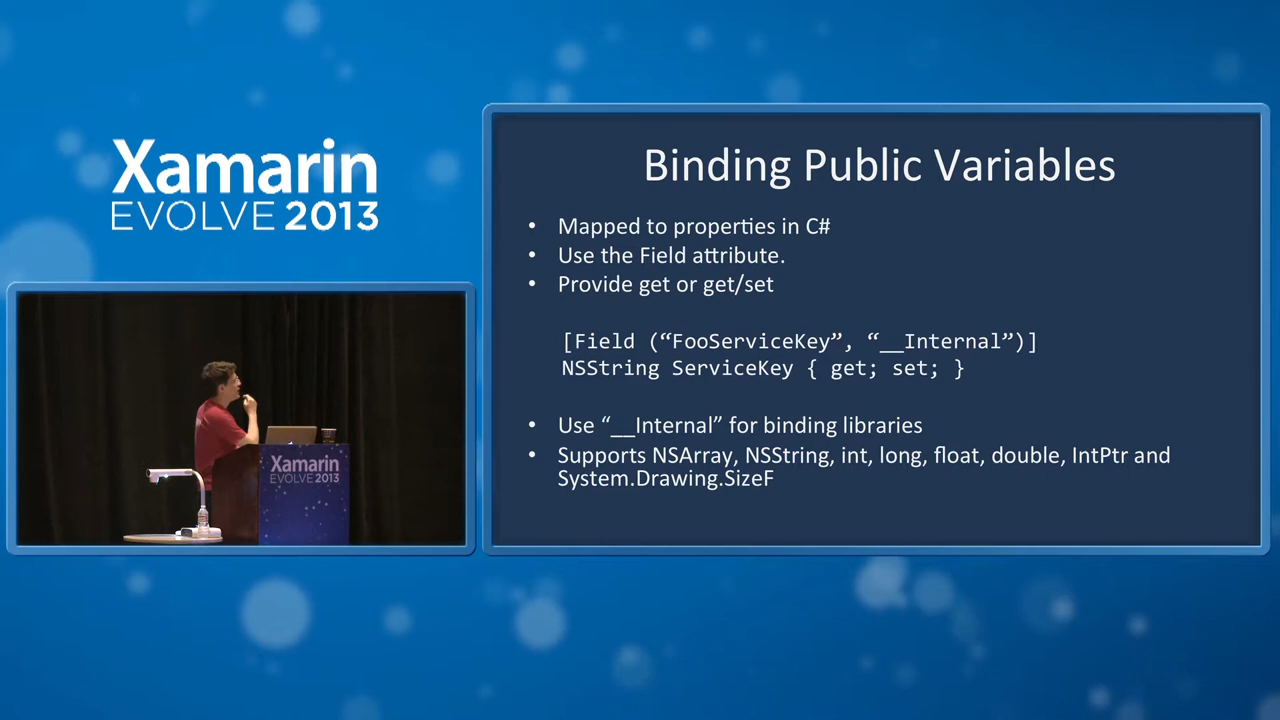 Xamarin
EVOLVE 2013
Binding Public Variables
• Mapped to properties in C#
• Use the Field attribute.
• Provide get or get/set
[Field (“FooServiceKey”, “__Internal”)]
NSString ServiceKey { get; set; }
• Use “__Internal” for binding libraries
• Supports NSArray, NSString, int, long, float, double, IntPtr and
System.Drawing.SizeF
Xamarin
EVOLVE 2013